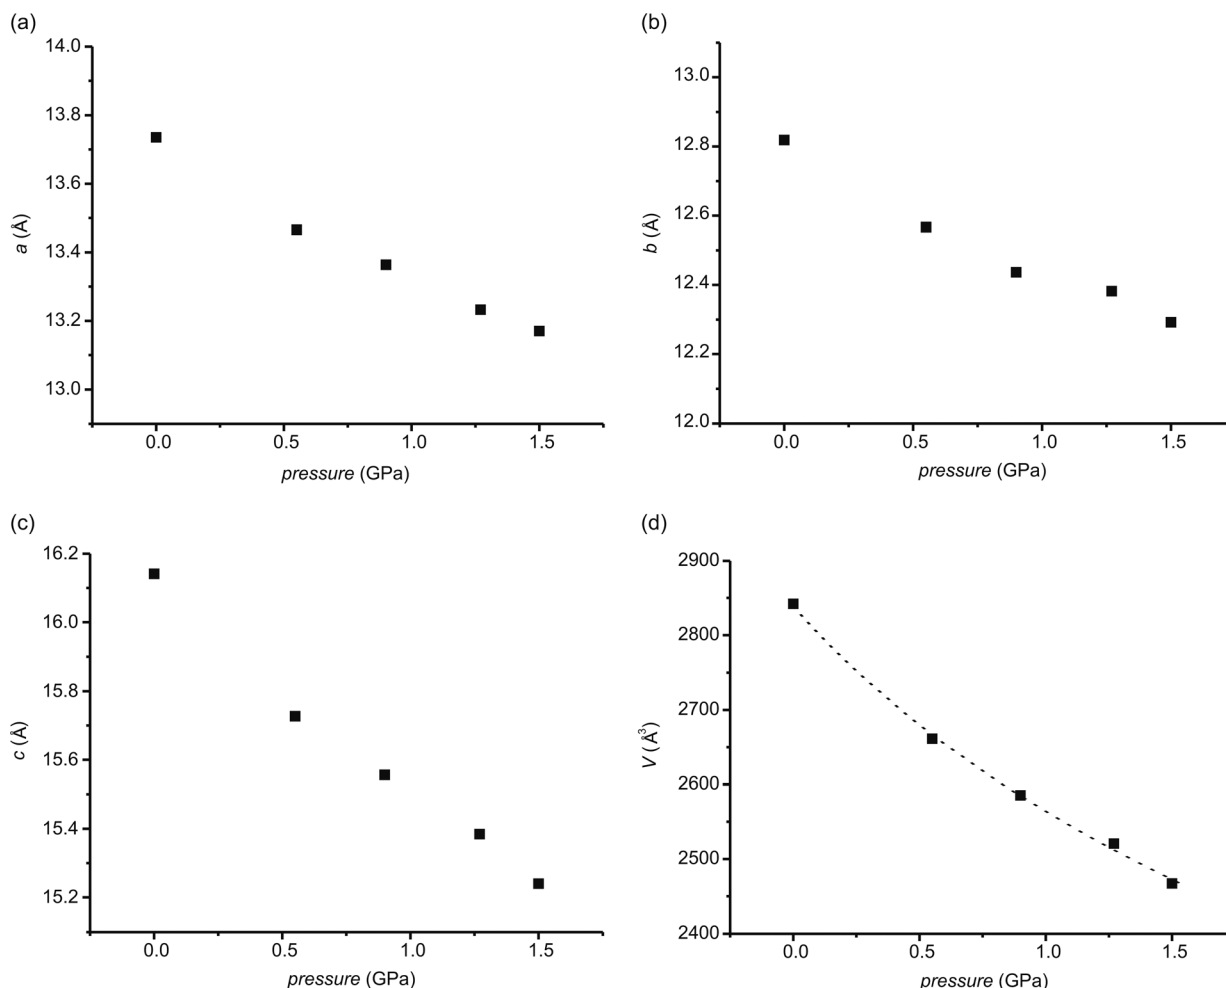 (a)
14.0
13.8
13.6
13.4
13.2
13.0
a (Å)
0.0 0.5 1.0 1.5
pressure (GPa)
(b)
13.0
12.8
12.6
12.4
12.2
12.0
b (Å)
0.0 0.5 1.0 1.5
pressure (GPa)
(c)
16.2
16.0
15.8
15.6
15.4
15.2
c (Å)
0.0 0.5 1.0 1.5
pressure (GPa)
(d)
2900
2800
2700
2600
2500
2400
V (Å³)
0.0 0.5 1.0 1.5
pressure (GPa)